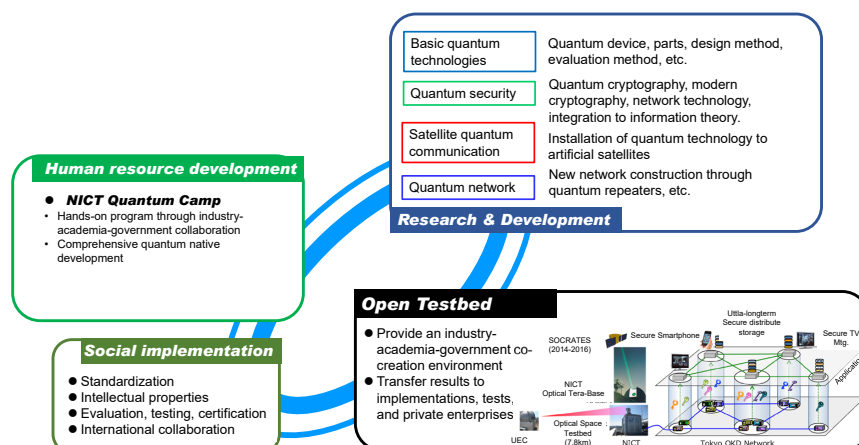 Basic quantum
technologies
Quantum device, parts, design method,
evaluation method, etc.
Quantum security
Quantum cryptography, modern
cryptography, network technology,
integration to information theory.
Satellite quantum
communication
Installation of quantum technology to
artificial satellites
Quantum network
New network construction through
quantum repeaters, etc.
Research & Development
Human resource development
● NICT Quantum Camp
• Hands-on program through industry-
academia-government collaboration
• Comprehensive quantum native
development
Open Testbed
● Provide an industry-
academia-government co-
creation environment
● Transfer results to
implementations, tests,
and private enterprises
SOCRATES
(2014-2016)
NICT
Optical Tera-Base
Optical Space
Testbed
(7.8km)
UEC
NICT
Secure Smartphone
Uttla-longterm
Secure distribute
storage
Secure TV
Mtg.
Tokyo QKD Network
Social implementation
● Standardization
● Intellectual properties
● Evaluation, testing, certification
● International collaboration